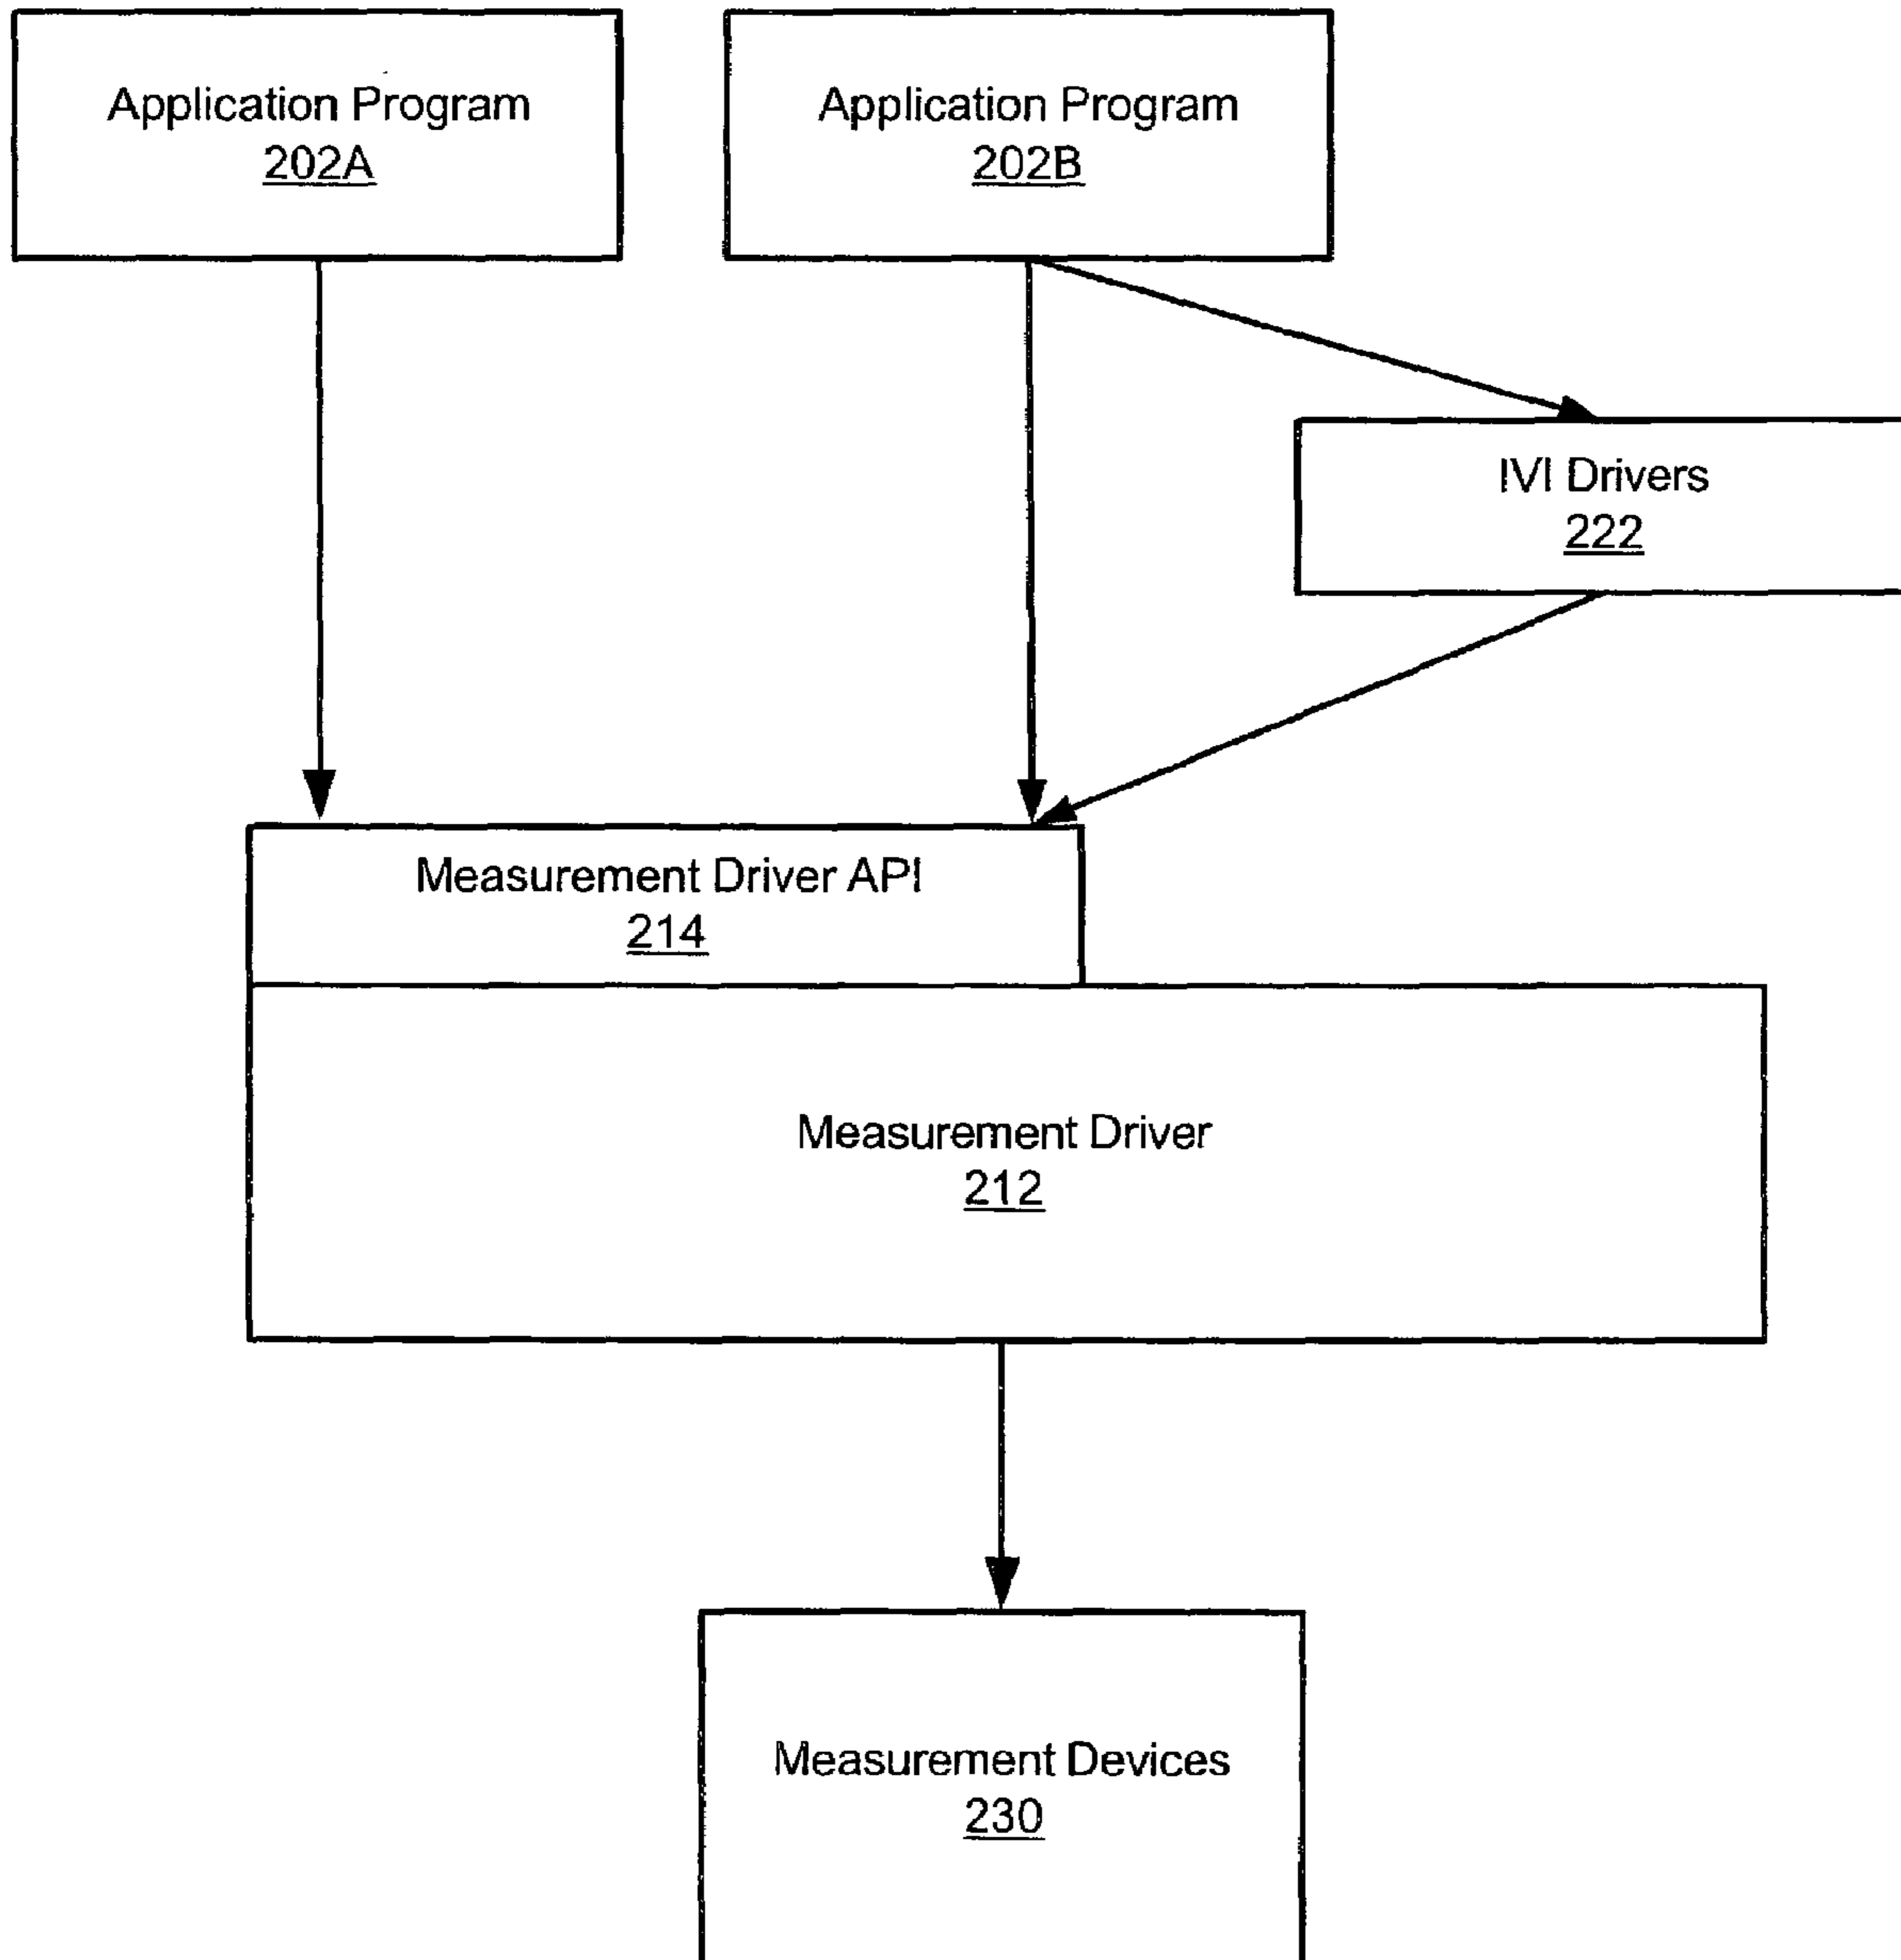 Application Program
202A
Application Program
202B
IVI Drivers
222
Measurement Driver API
214
Measurement Driver
212
Measurement Devices
230